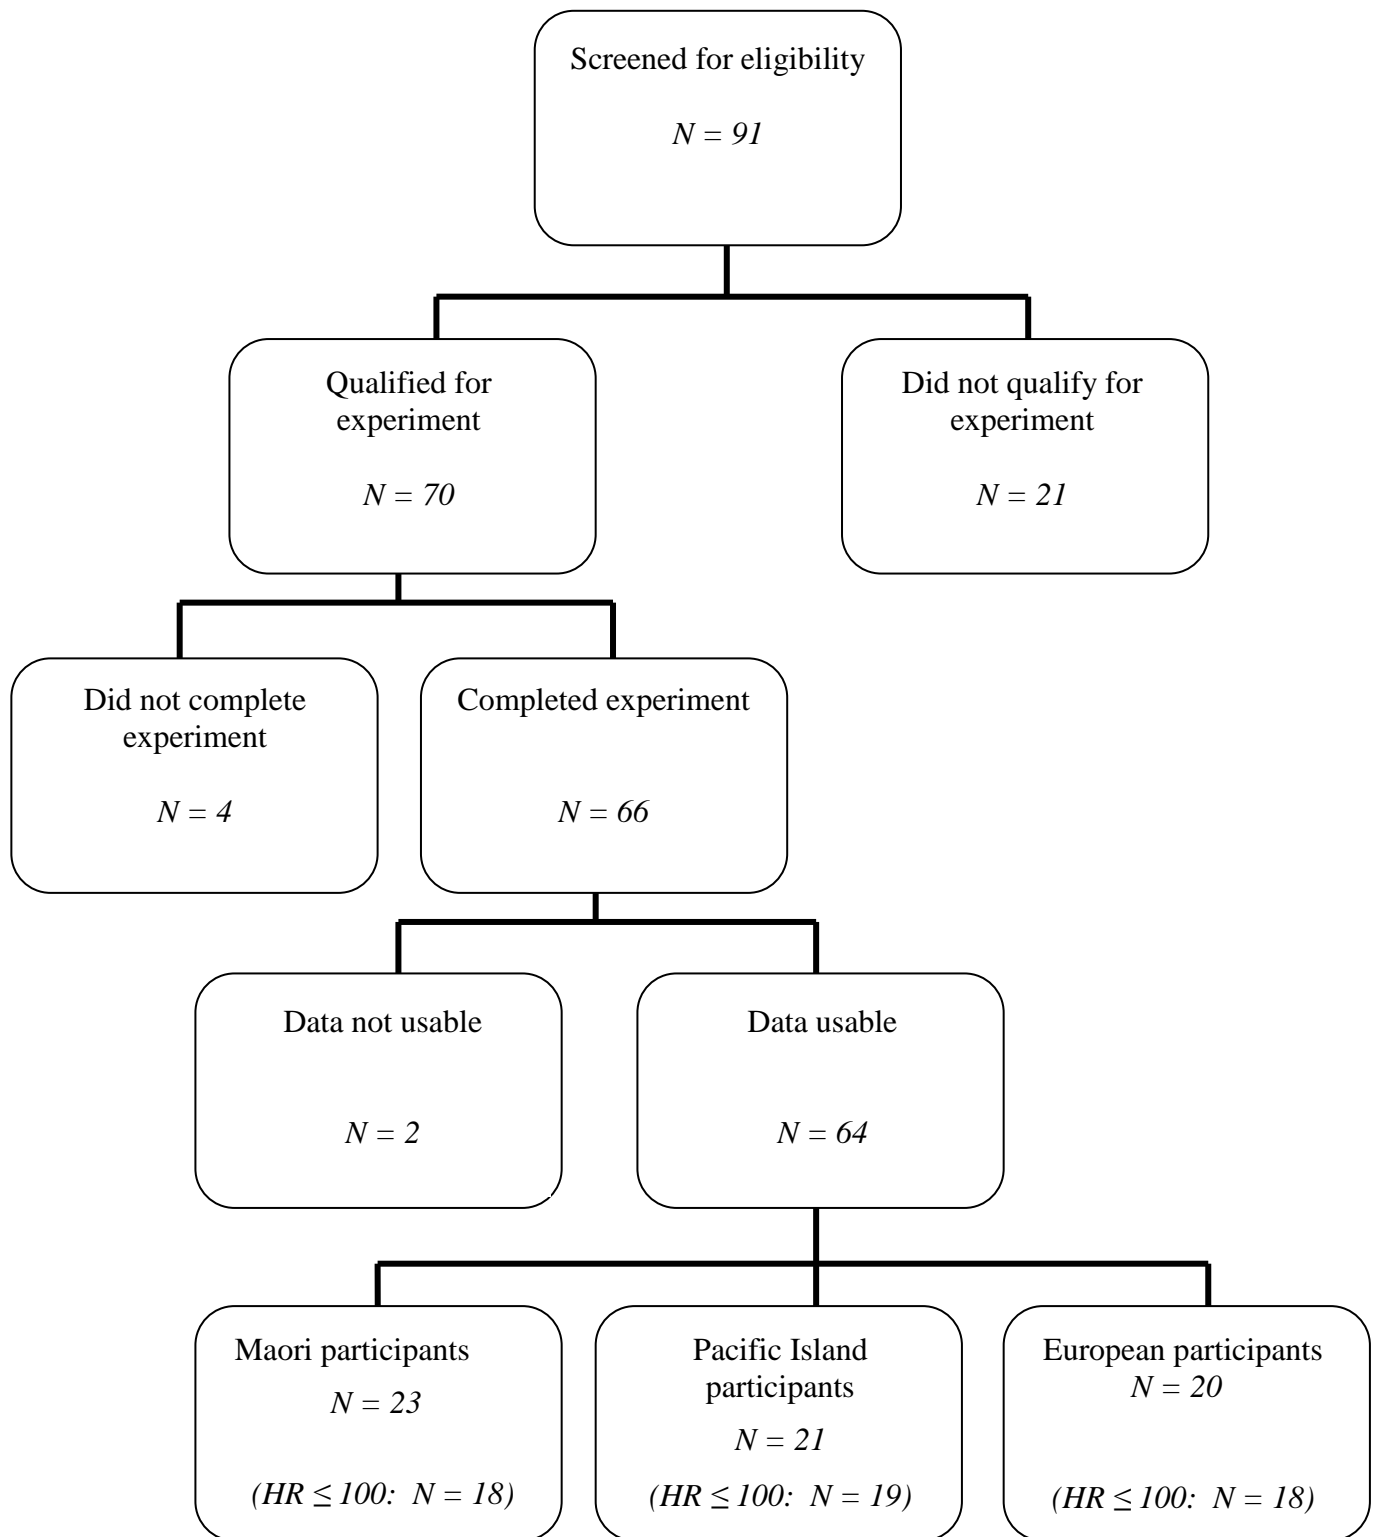 Screened for eligibility
N = 91
Qualified for
experiment
N = 70
Did not qualify for
experiment
N = 21
Did not complete
experiment
N = 4
Completed experiment
N = 66
Data not usable
N = 2
Data usable
N = 64
Maori participants
N = 23
(HR ≤ 100:  N = 18)
Pacific Island
participants
N = 21
(HR ≤ 100:  N = 19)
European participants
N = 20
(HR ≤ 100:  N = 18)